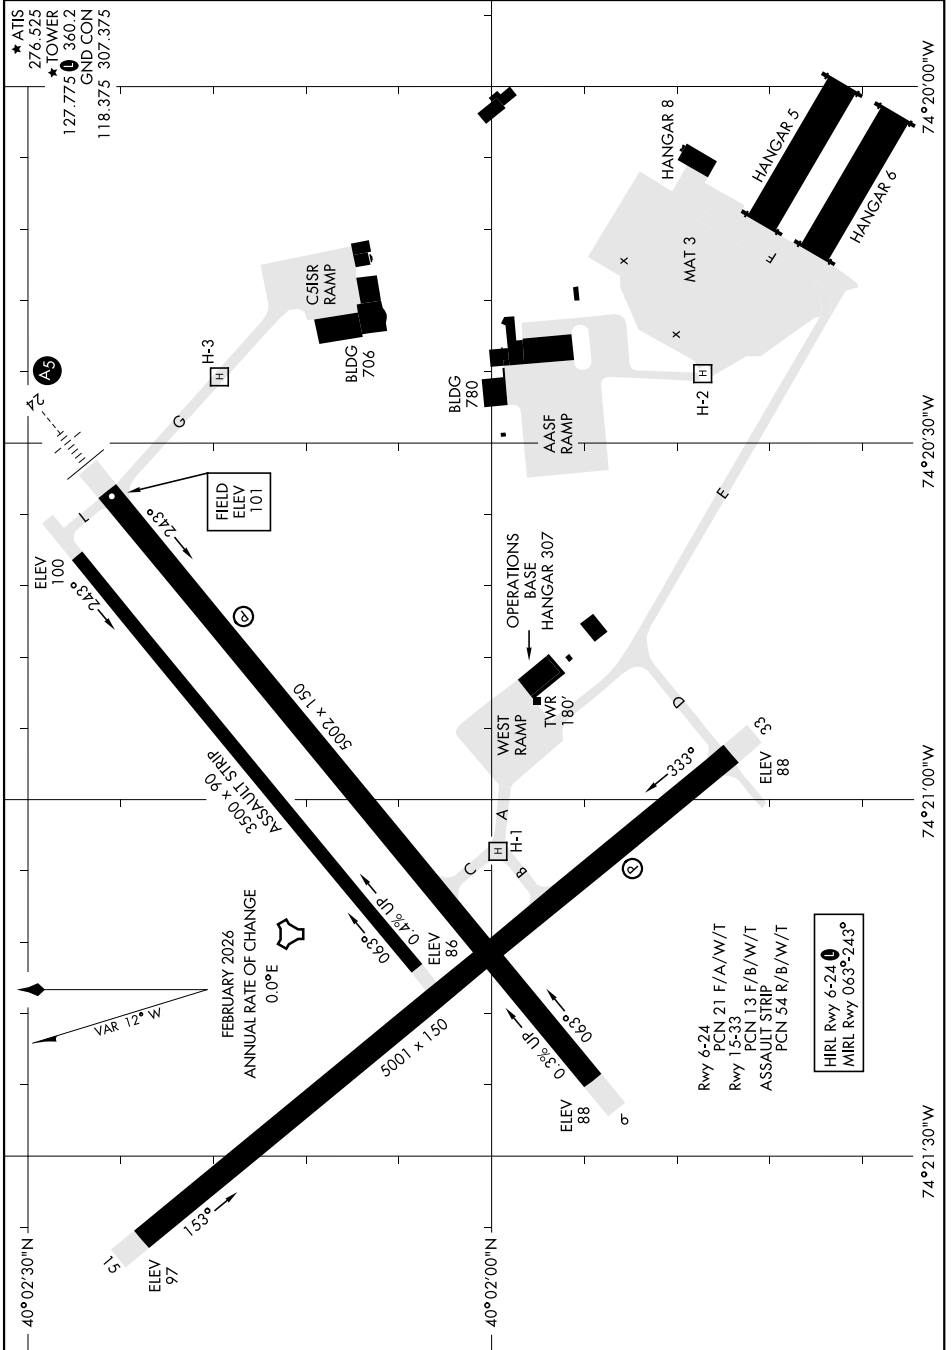 ★ ATIS
276.525
★ TOWER
127.775 L 360.2
GND CON
118.375 307.375
A5
24
ELEV
100
243°
L
FIELD
ELEV
101
243°
G
H-3
H
C5ISR
RAMP
BLDG
706
BLDG
780
AASF
RAMP
HANGAR 8
HANGAR 5
HANGAR 6
MAT 3
x
x
F
H
H-2
E
P
5002 x 150
3500 x 90
ASSAULT STRIP
OPERATIONS
BASE
HANGAR 307
TWR
180'
WEST
RAMP
D
33
ELEV
88
333°
A
H
H-1
B
C
P
0.4% UP
063°
ELEV
86
FEBRUARY 2026
ANNUAL RATE OF CHANGE
0.0°E
VAR 12° W
5001 x 150
063°
0.3% UP
ELEV
88
6
153°
15
ELEV
97
Rwy 6-24
PCN 21 F/A/W/T
Rwy 15-33
PCN 13 F/B/W/T
ASSAULT STRIP
PCN 54 R/B/W/T
HIRL Rwy 6-24 L
MIRL Rwy 063°-243°
40°02'30"N
40°02'00"N
74°21'30"W
74°21'00"W
74°20'30"W
74°20'00"W